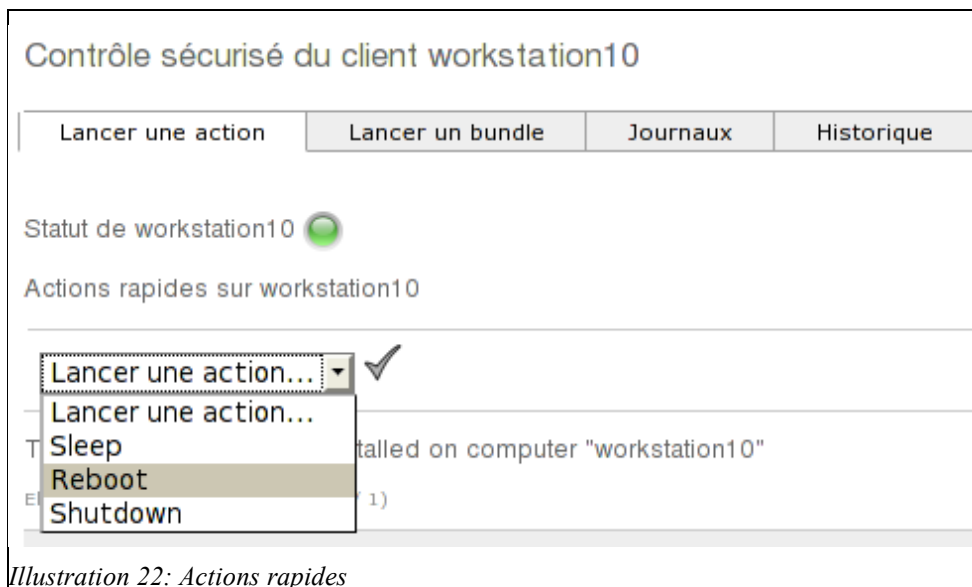 Contrôle sécurisé du client workstation10
Lancer une action Lancer un bundle Journaux Historique
Statut de workstation10
Actions rapides sur workstation10
Lancer une action...
Lancer une action...
Sleep
talled on computer "workstation10"
Reboot
1)
Shutdown
Illustration 22: Actions rapides